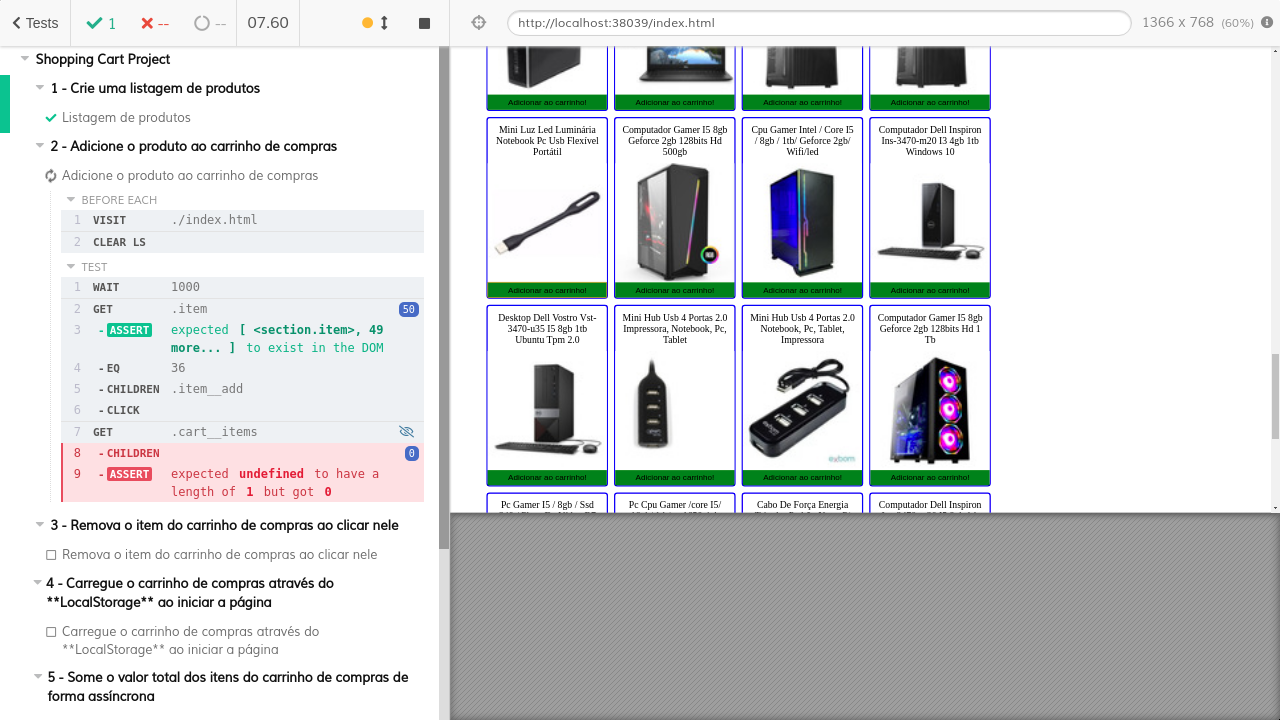 Tests
1
--
--
07.60
http://localhost:38039/index.html
1366 x 768 (60%)
Shopping Cart Project
1 - Crie uma listagem de produtos
Listagem de produtos
2 - Adicione o produto ao carrinho de compras
Adicione o produto ao carrinho de compras
BEFORE EACH
1 VISIT ./index.html
2 CLEAR LS
TEST
1 WAIT 1000
2 GET .item 50
3 -ASSERT expected [ <section.item>, 49
more... ] to exist in the DOM
4 -EQ 36
5 -CHILDREN .item__add
6 -CLICK
7 GET .cart__items
8 -CHILDREN 0
9 -ASSERT expected undefined to have a
length of 1 but got 0
3 - Remova o item do carrinho de compras ao clicar nele
Remova o item do carrinho de compras ao clicar nele
4 - Carregue o carrinho de compras através do
**LocalStorage** ao iniciar a página
Carregue o carrinho de compras através do
**LocalStorage** ao iniciar a página
5 - Some o valor total dos itens do carrinho de compras de
forma assíncrona
Adicionar ao carrinho!
Adicionar ao carrinho!
Adicionar ao carrinho!
Adicionar ao carrinho!
Mini Luz Led Luminária
Notebook Pc Usb Flexível
Portátil
Adicionar ao carrinho!
Computador Gamer I5 8gb
Geforce 2gb 128bits Hd
500gb
Adicionar ao carrinho!
Cpu Gamer Intel / Core I5
/ 8gb / 1tb/ Geforce 2gb/
Wifi/led
Adicionar ao carrinho!
Computador Dell Inspiron
Ins-3470-m20 I3 4gb 1tb
Windows 10
Adicionar ao carrinho!
Desktop Dell Vostro Vst-
3470-u35 I5 8gb 1tb
Ubuntu Tpm 2.0
Adicionar ao carrinho!
Mini Hub Usb 4 Portas 2.0
Impressora, Notebook, Pc,
Tablet
Adicionar ao carrinho!
Mini Hub Usb 4 Portas 2.0
Notebook, Pc, Tablet,
Impressora
exbom
Adicionar ao carrinho!
Computador Gamer I5 8gb
Geforce 2gb 128bits Hd 1
Tb
Adicionar ao carrinho!
Pc Gamer I5 / 8gb / Ssd
Pc Cpu Gamer /core I5/
Cabo De Força Energia
Computador Dell Inspiron